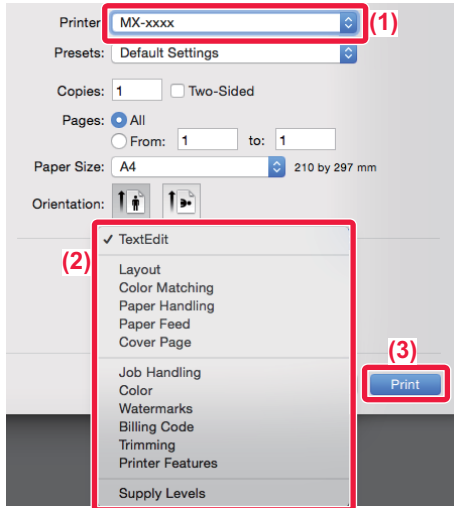 Printer: MX-xxxx (1)
Presets: Default Settings
Copies: 1 Two-Sided
Pages: All
From: 1 to: 1
Paper Size: A4 210 by 297 mm
Orientation:
(2)
✓ TextEdit
Layout
Color Matching
Paper Handling
Paper Feed
Cover Page
Job Handling
Color
Watermarks
Billing Code
Trimming
Printer Features
Supply Levels
(3)
Print